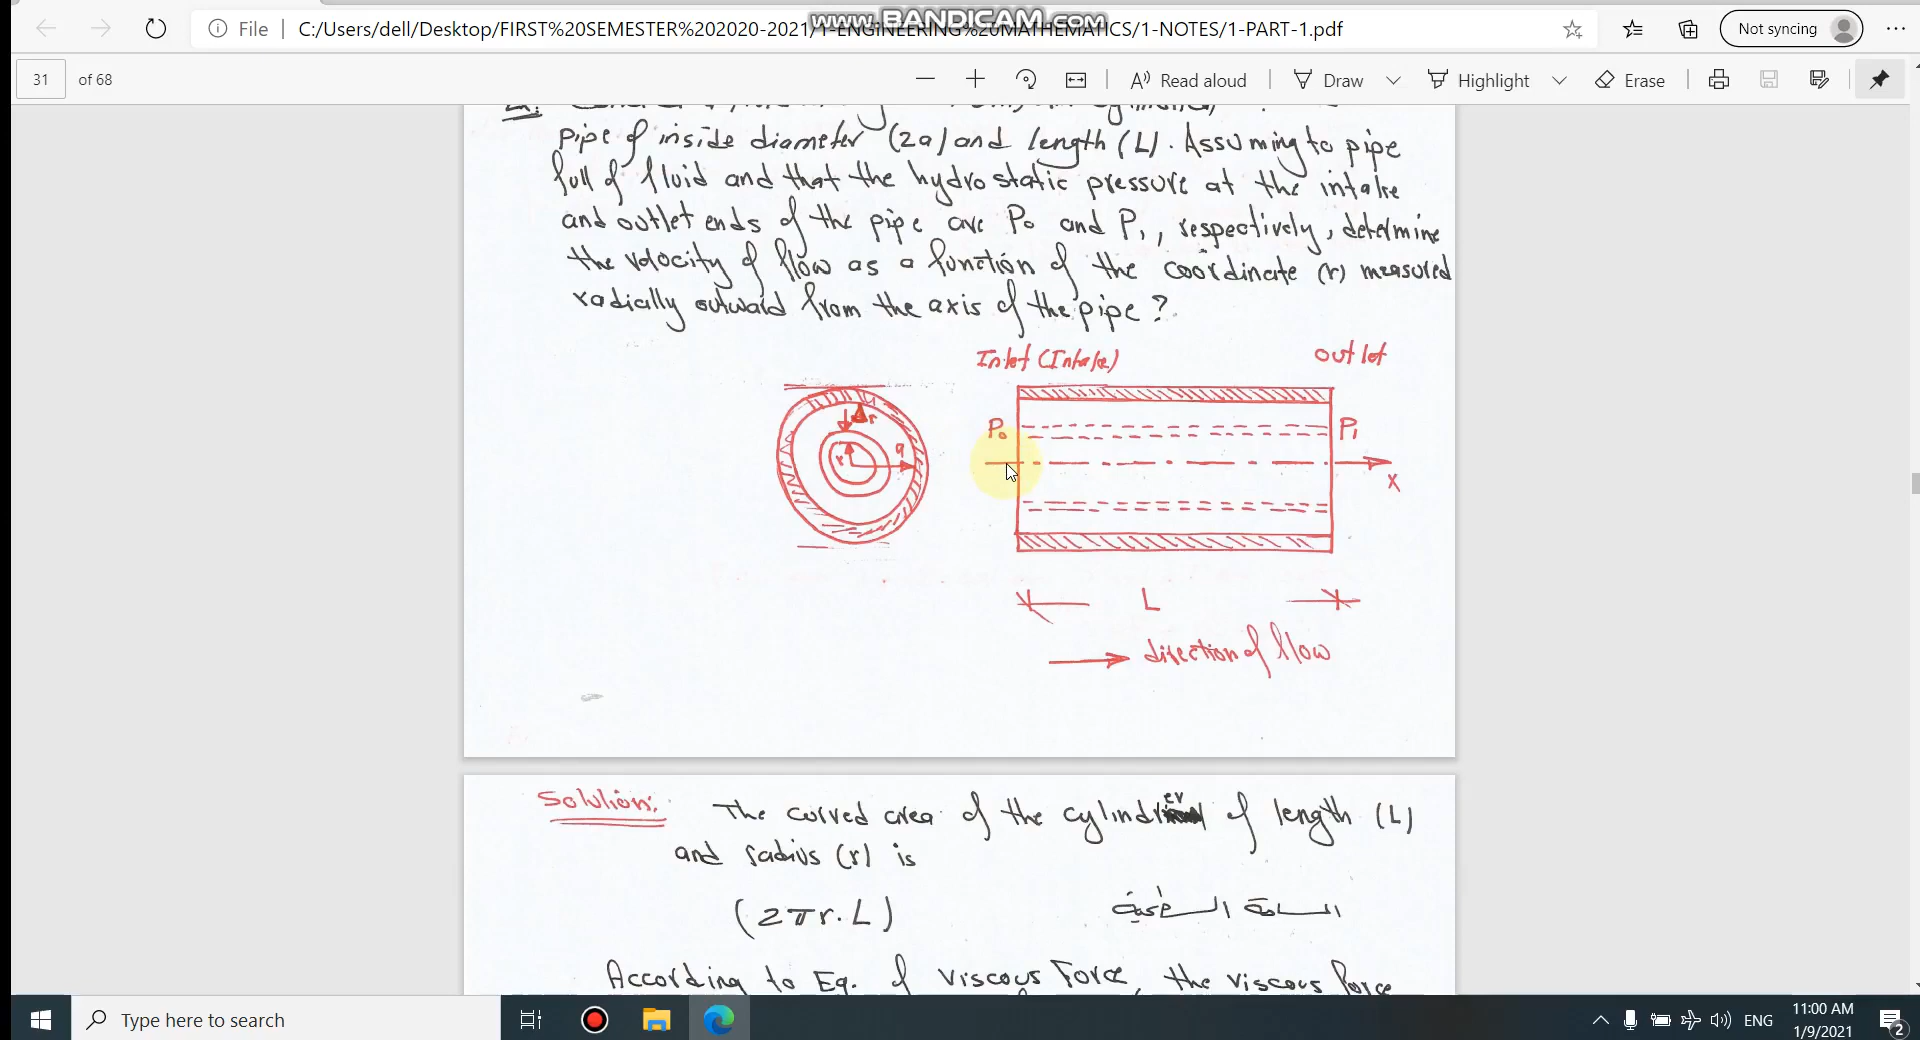 www.BANDICAM.com
File C:/Users/dell/Desktop/FIRST%20SEMESTER%202020-2021/1-ENGINEERING%20MATHEMATICS/1-NOTES/1-PART-1.pdf Not syncing
31 of 68 Read aloud Draw Highlight Erase
Ex:
pipe of inside diameter (2a) and length (L). Assuming to pipe
full of fluid and that the hydrostatic pressure at the intake
and outlet ends of the pipe are P0 and P1, respectively, determine
the velocity of flow as a function of the coordinate (r) measured
radially outward from the axis of the pipe?
Inlet (Intake) outlet
Δr
P0 P1
r a
x
L
direction of flow
Solution: The curved area of the cylinder of length (L)
and radius (r) is
(2πr.L) المساحة السطحية
According to Eq. of viscous Force, the viscous force
Type here to search
ENG 11:00 AM
1/9/2021
2